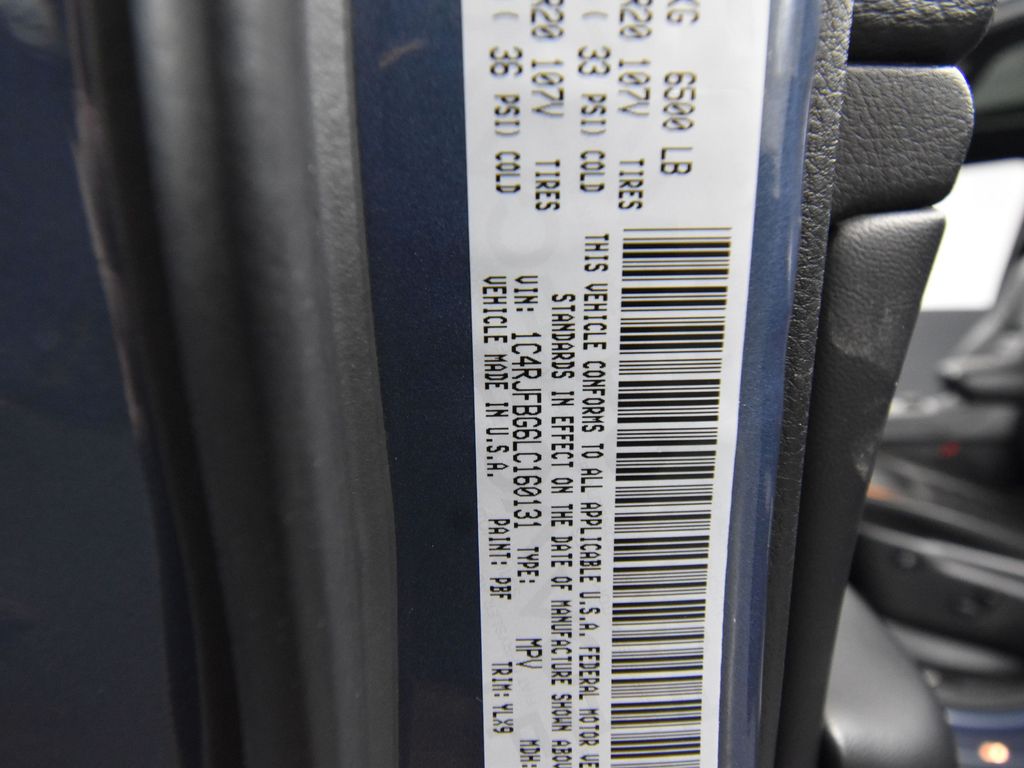 KG 6500 LB
R20 107V TIRES
( 33 PSI) COLD
R20 107V TIRES
( 36 PSI) COLD
THIS VEHICLE CONFORMS TO ALL APPLICABLE U.S.A. FEDERAL MOTOR VE
STANDARDS IN EFFECT ON THE DATE OF MANUFACTURE SHOWN ABOV
VIN: 1C4RJFBG6LC160131 TYPE: MPV MDH:
VEHICLE MADE IN U.S.A. PAINT: PBF TRIM: VLX9